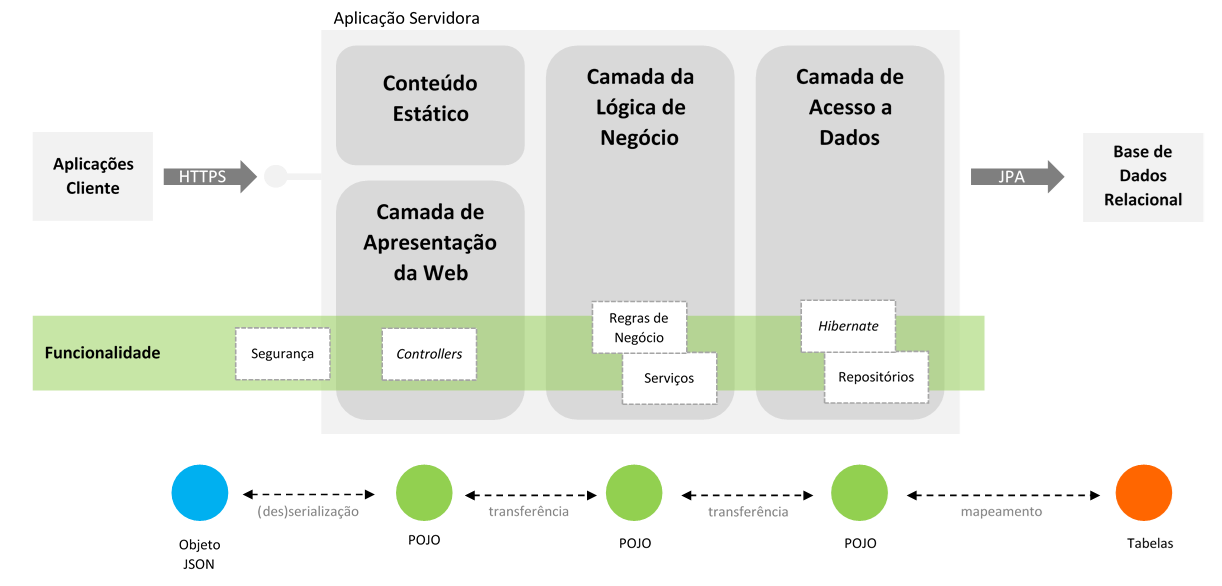 Aplicação Servidora
Conteúdo
Estático
Camada da
Lógica de
Negócio
Camada de
Acesso a
Dados
Aplicações
Cliente
HTTPS
JPA
Base de
Dados
Relacional
Camada de
Apresentação
da Web
Funcionalidade
Segurança
Controllers
Regras de
Negócio
Serviços
Hibernate
Repositórios
(des)serialização
transferência
transferência
mapeamento
Objeto
JSON
POJO
POJO
POJO
Tabelas